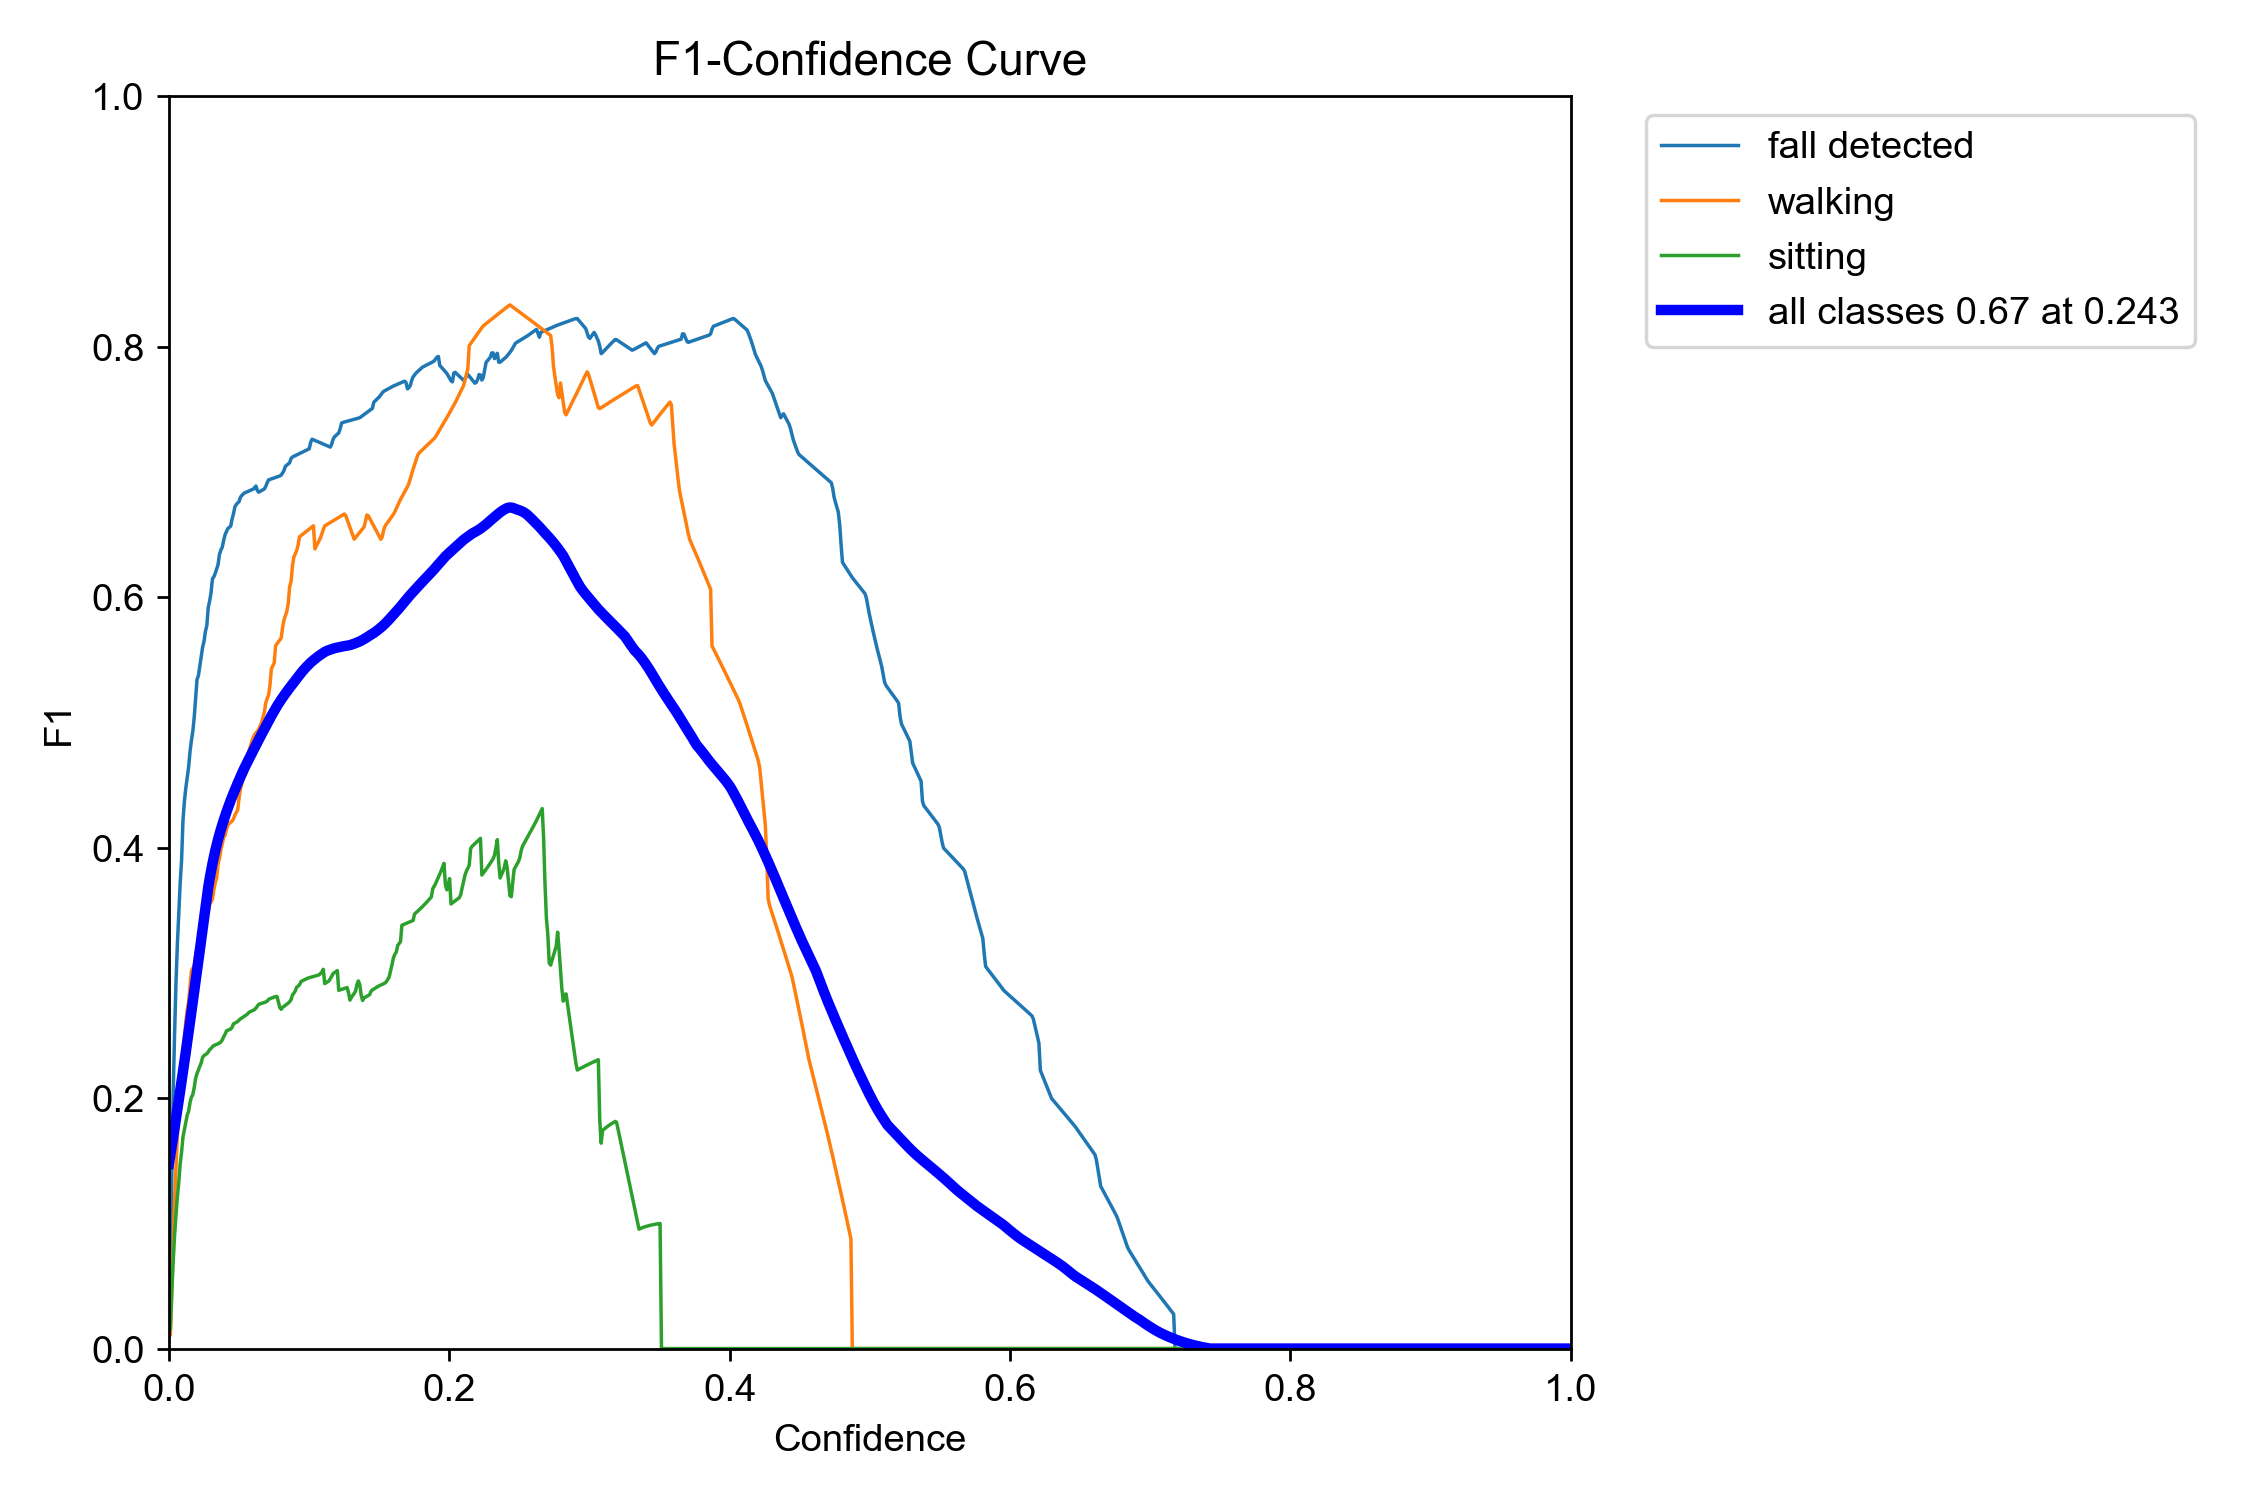 F1-Confidence Curve
1.0
0.8
0.6
0.4
0.2
0.0
F1
0.0 0.2 0.4 0.6 0.8 1.0
Confidence
fall detected
walking
sitting
all classes 0.67 at 0.243